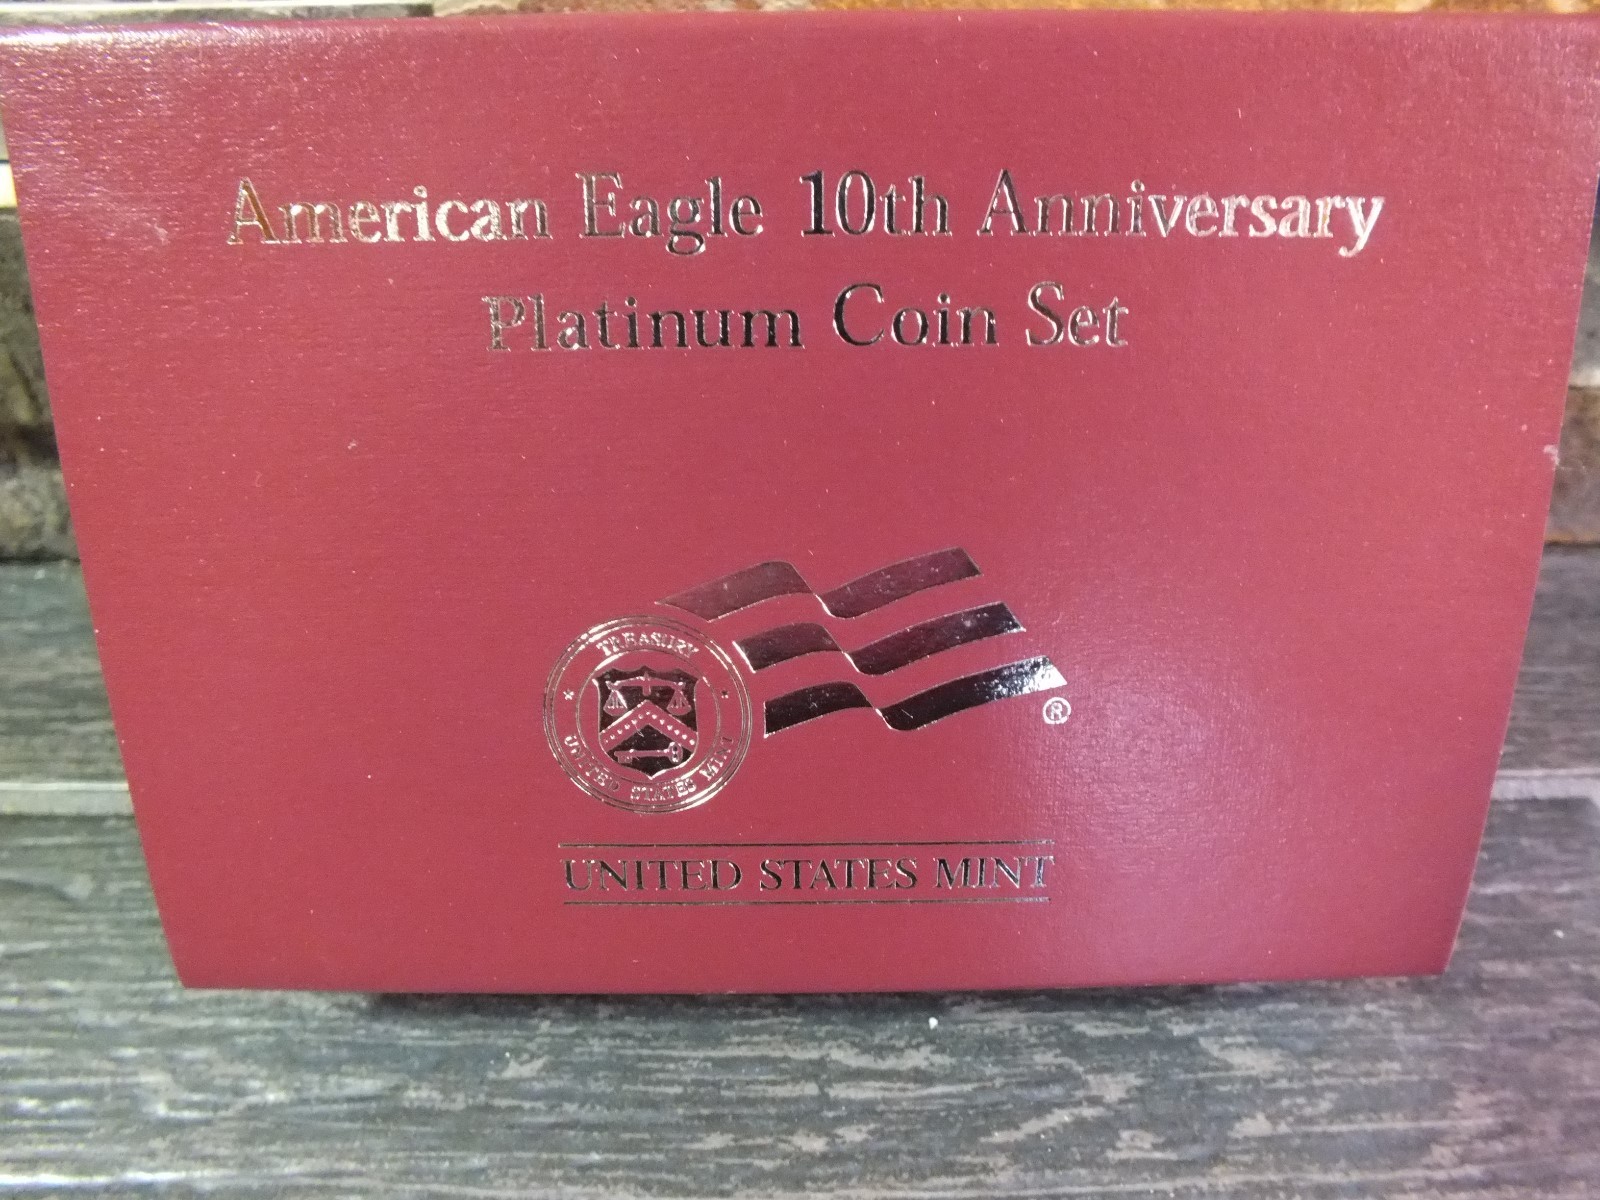 American Eagle 10th Anniversary
Platinum Coin Set
TREASURY
UNITED STATES MINT
®
UNITED STATES MINT